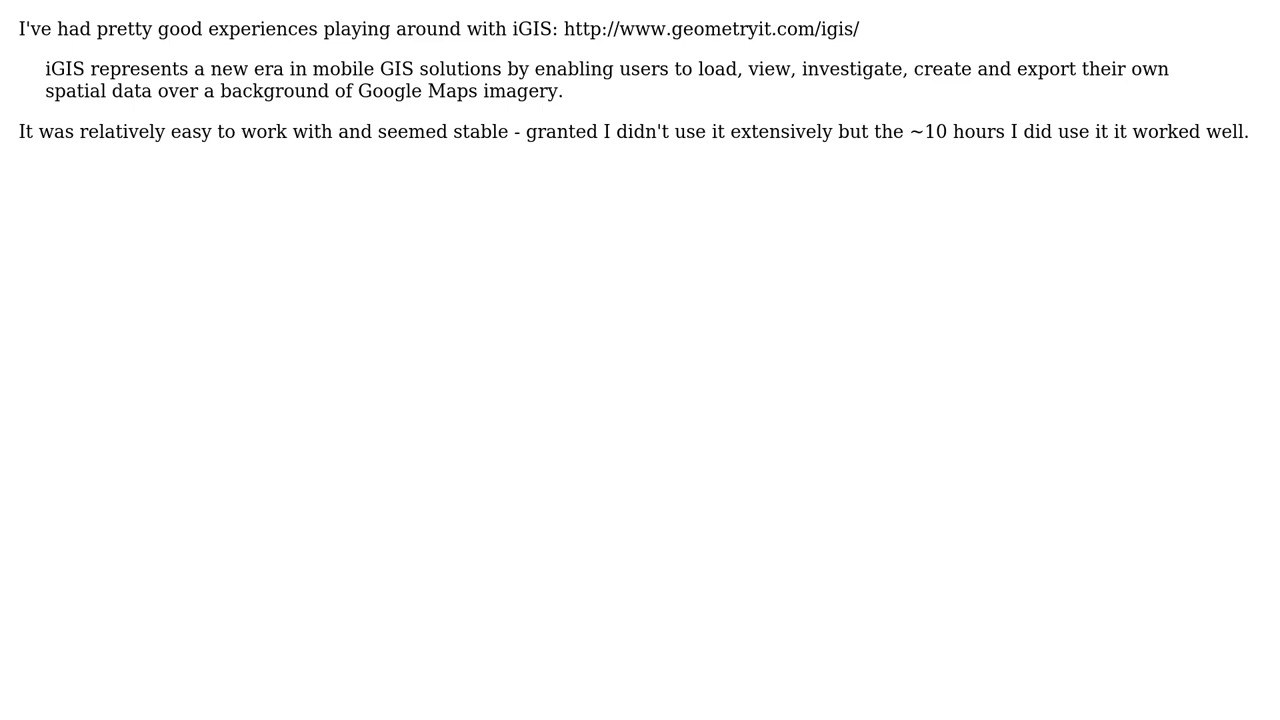 I've had pretty good experiences playing around with iGIS: http://www.geometryit.com/igis/
iGIS represents a new era in mobile GIS solutions by enabling users to load, view, investigate, create and export their own
spatial data over a background of Google Maps imagery.
It was relatively easy to work with and seemed stable - granted I didn't use it extensively but the ~10 hours I did use it it worked well.